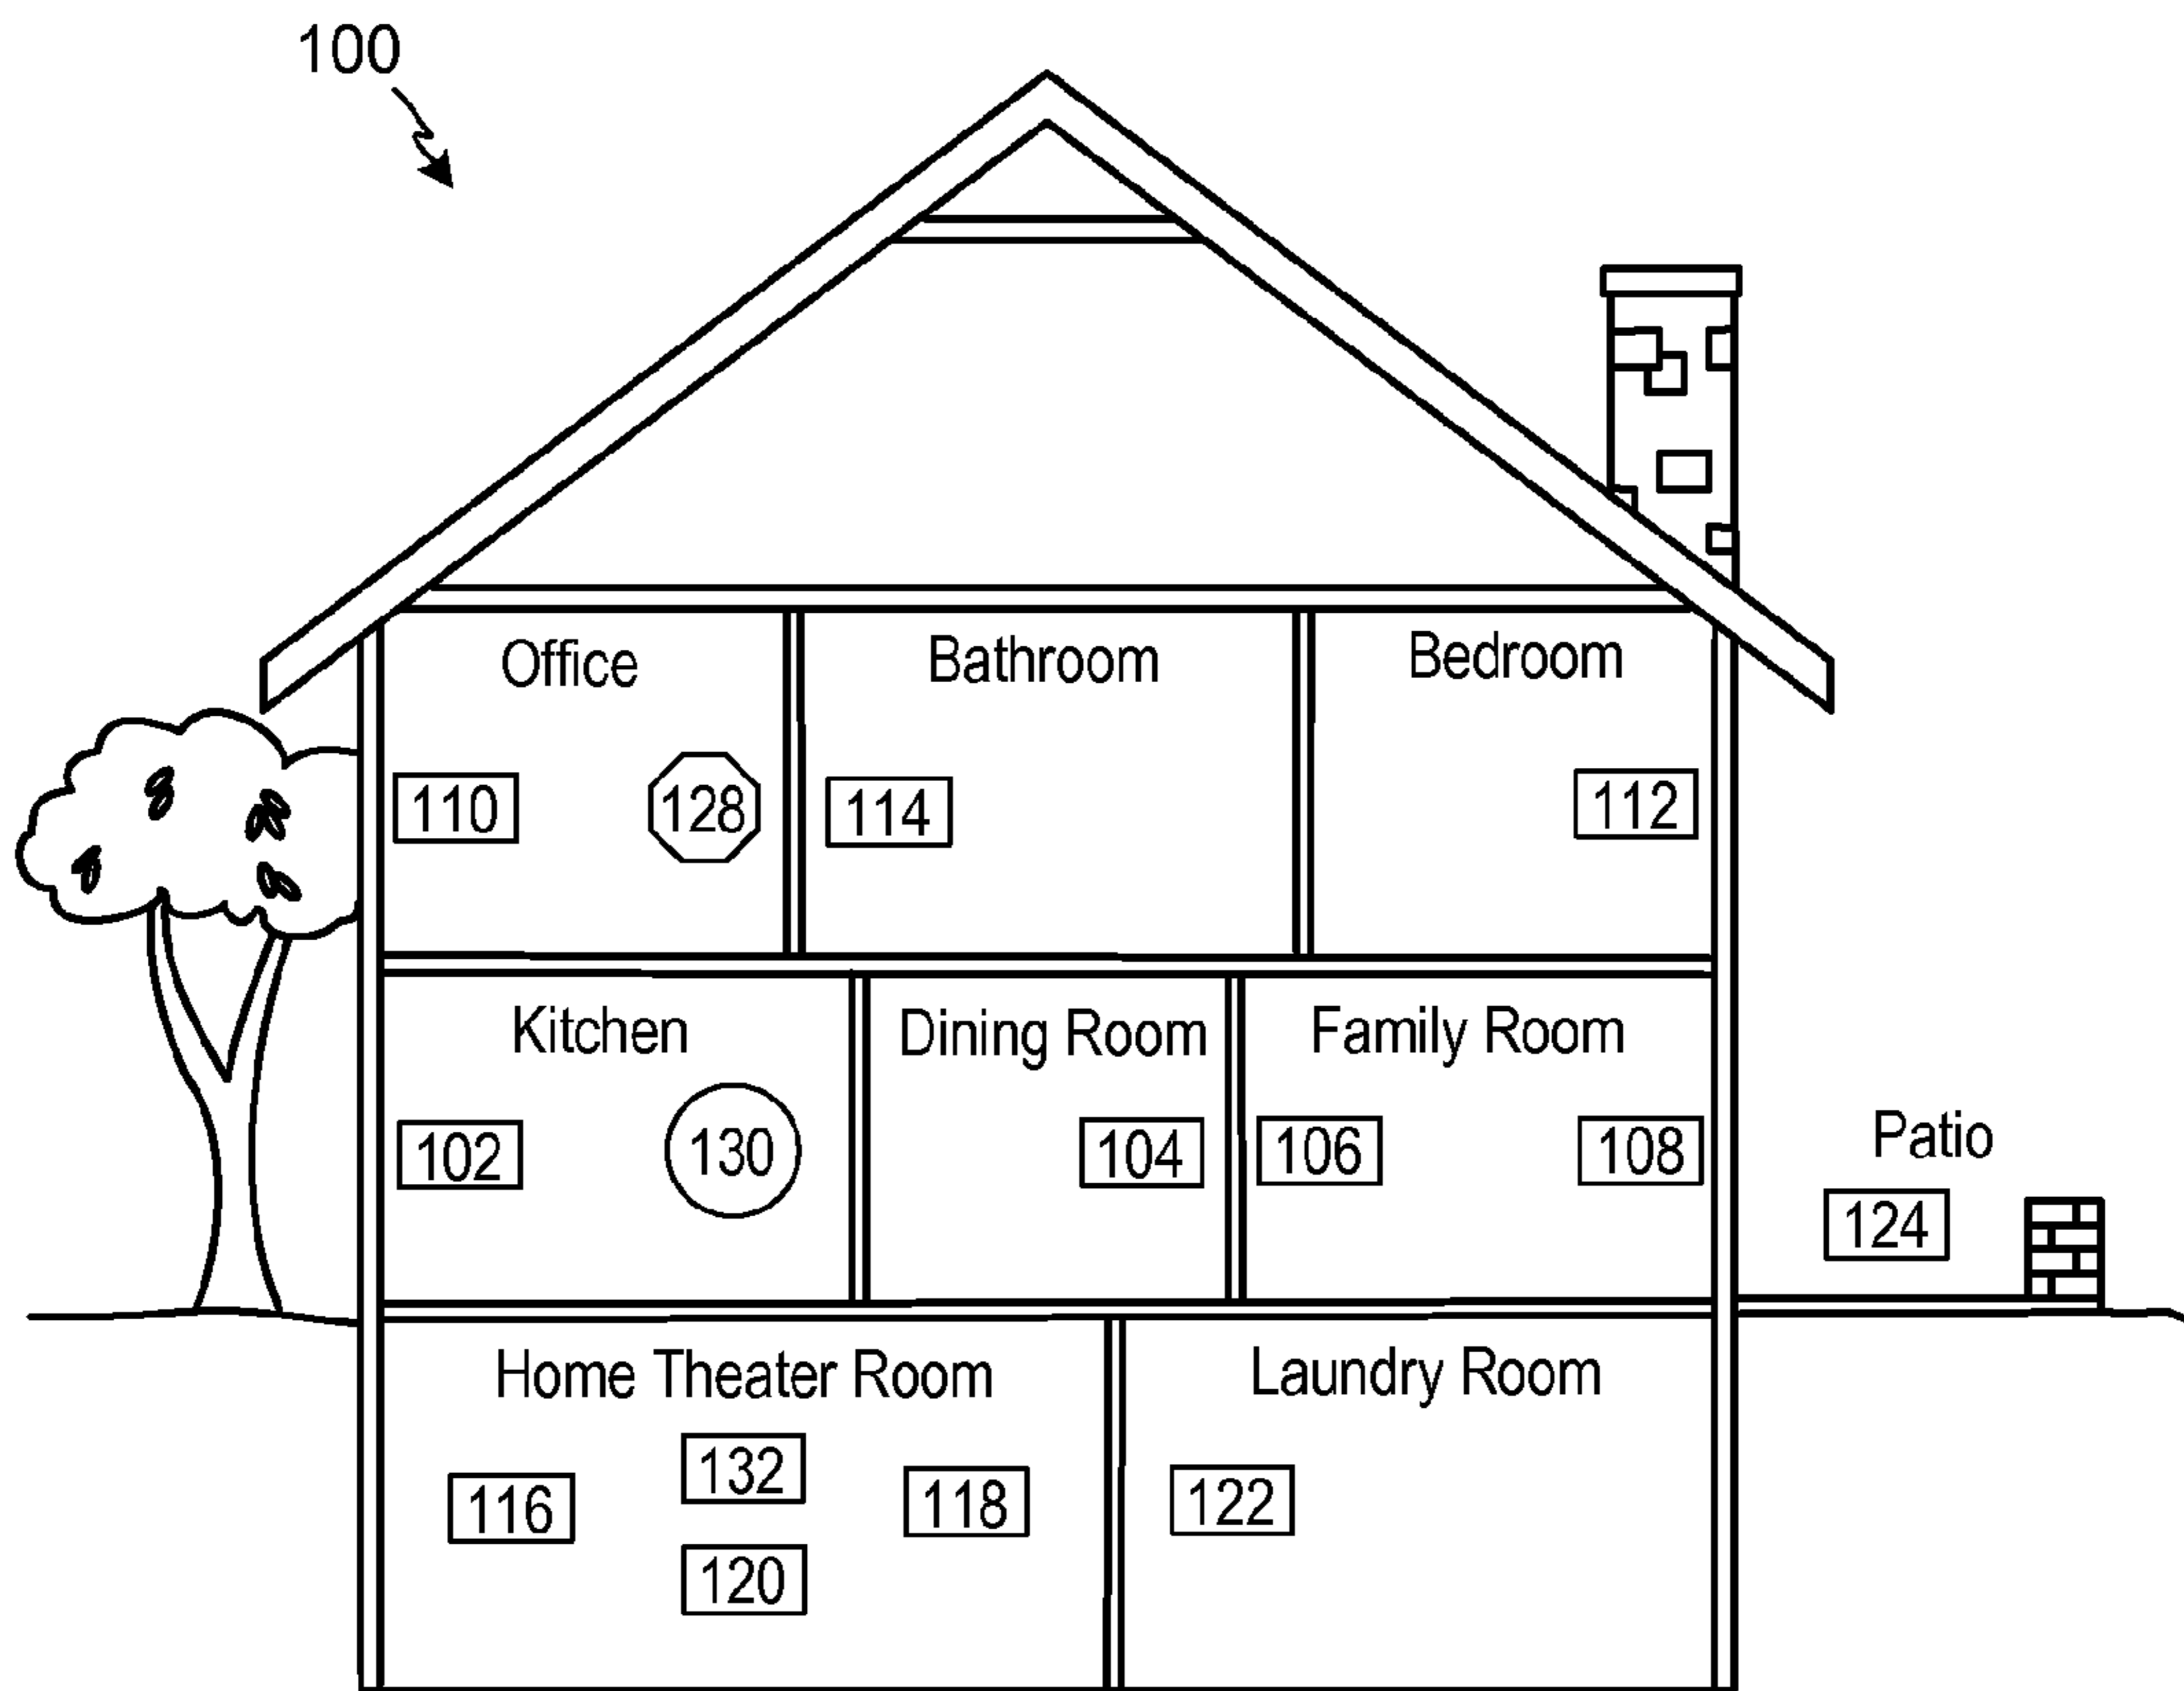 100
Office
Bathroom
Bedroom
110
128
114
112
Kitchen
Dining Room
Family Room
102
130
104
106
108
Patio
124
Home Theater Room
Laundry Room
132
116
118
122
120